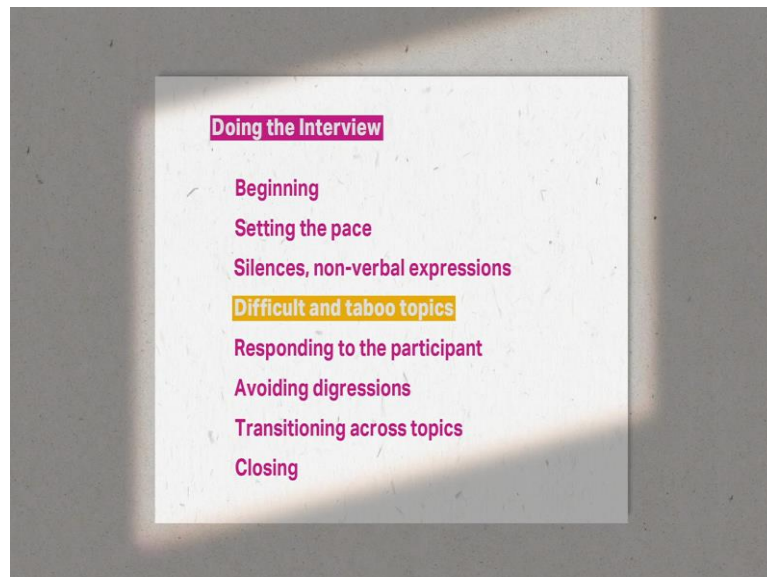 Doing the Interview
Beginning
Setting the pace
Silences, non-verbal expressions
Difficult and taboo topics
Responding to the participant
Avoiding digressions
Transitioning across topics
Closing